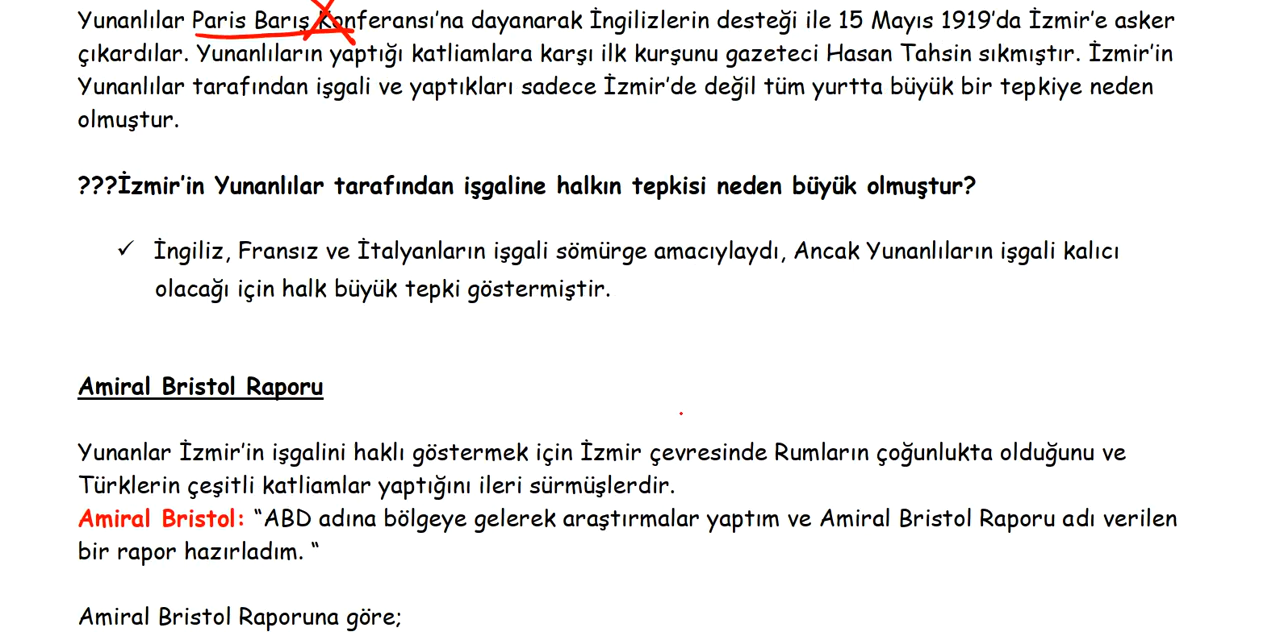 Yunanlılar Paris Barış Konferansı'na dayanarak İngilizlerin desteği ile 15 Mayıs 1919'da İzmir'e asker
çıkardılar. Yunanlıların yaptığı katliamlara karşı ilk kurşunu gazeteci Hasan Tahsin sıkmıştır. İzmir'in
Yunanlılar tarafından işgali ve yaptıkları sadece İzmir'de değil tüm yurtta büyük bir tepkiye neden
olmuştur.
???İzmir'in Yunanlılar tarafından işgaline halkın tepkisi neden büyük olmuştur?
✓ İngiliz, Fransız ve İtalyanların işgali sömürge amacıylaydı, Ancak Yunanlıların işgali kalıcı
olacağı için halk büyük tepki göstermiştir.
Amiral Bristol Raporu
Yunanlar İzmir'in işgalini haklı göstermek için İzmir çevresinde Rumların çoğunlukta olduğunu ve
Türklerin çeşitli katliamlar yaptığını ileri sürmüşlerdir.
Amiral Bristol: "ABD adına bölgeye gelerek araştırmalar yaptım ve Amiral Bristol Raporu adı verilen
bir rapor hazırladım. "
Amiral Bristol Raporuna göre;